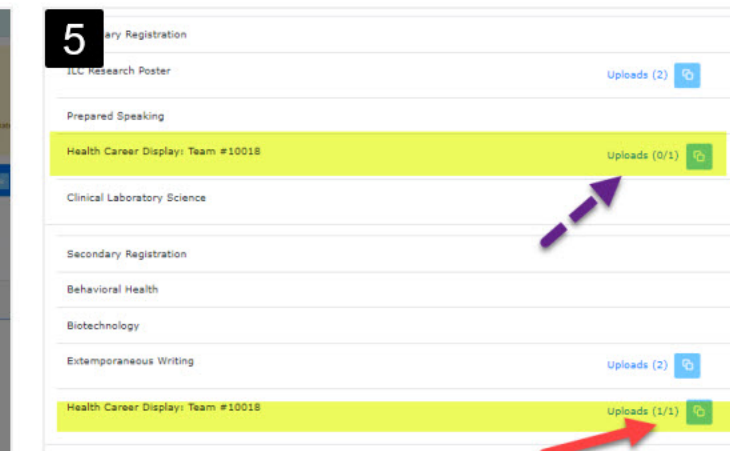 5
ary Registration
ILC Research Poster
Uploads (2)
Prepared Speaking
Health Career Display: Team #10018
Uploads (0/1)
Clinical Laboratory Science
Secondary Registration
Behavioral Health
Biotechnology
Extemporaneous Writing
Uploads (2)
Health Career Display: Team #10018
Uploads (1/1)